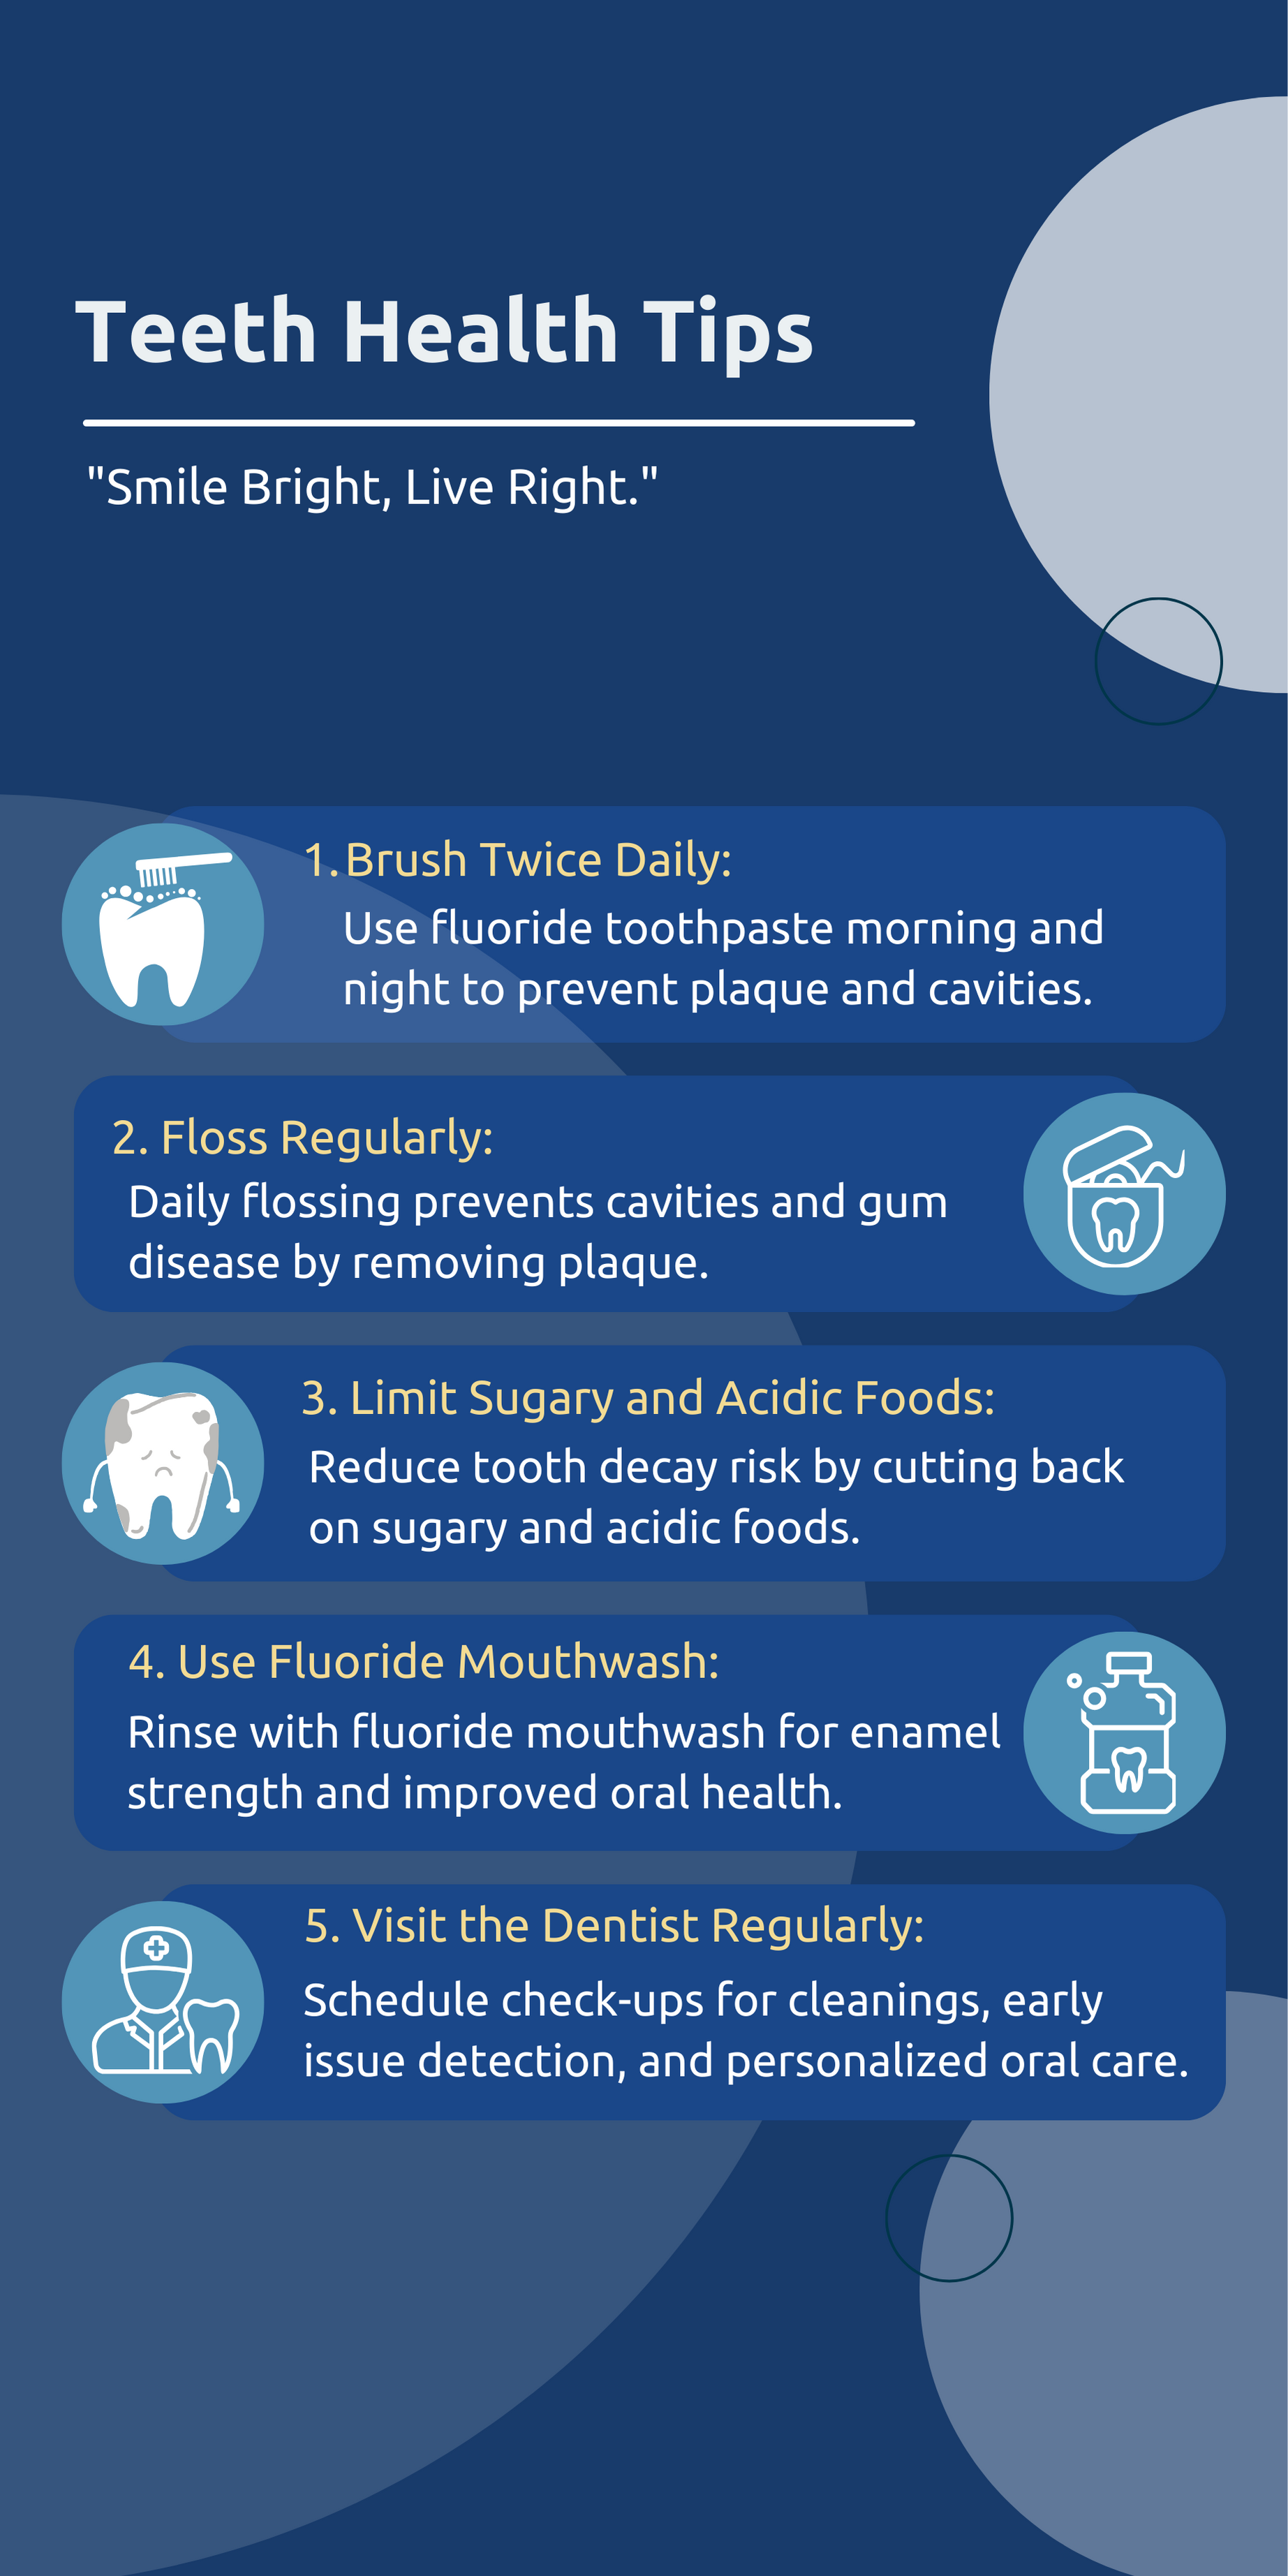 Teeth Health Tips
"Smile Bright, Live Right."
1. Brush Twice Daily:
Use fluoride toothpaste morning and
night to prevent plaque and cavities.
2. Floss Regularly:
Daily flossing prevents cavities and gum
disease by removing plaque.
3. Limit Sugary and Acidic Foods:
Reduce tooth decay risk by cutting back
on sugary and acidic foods.
4. Use Fluoride Mouthwash:
Rinse with fluoride mouthwash for enamel
strength and improved oral health.
5. Visit the Dentist Regularly:
Schedule check-ups for cleanings, early
issue detection, and personalized oral care.